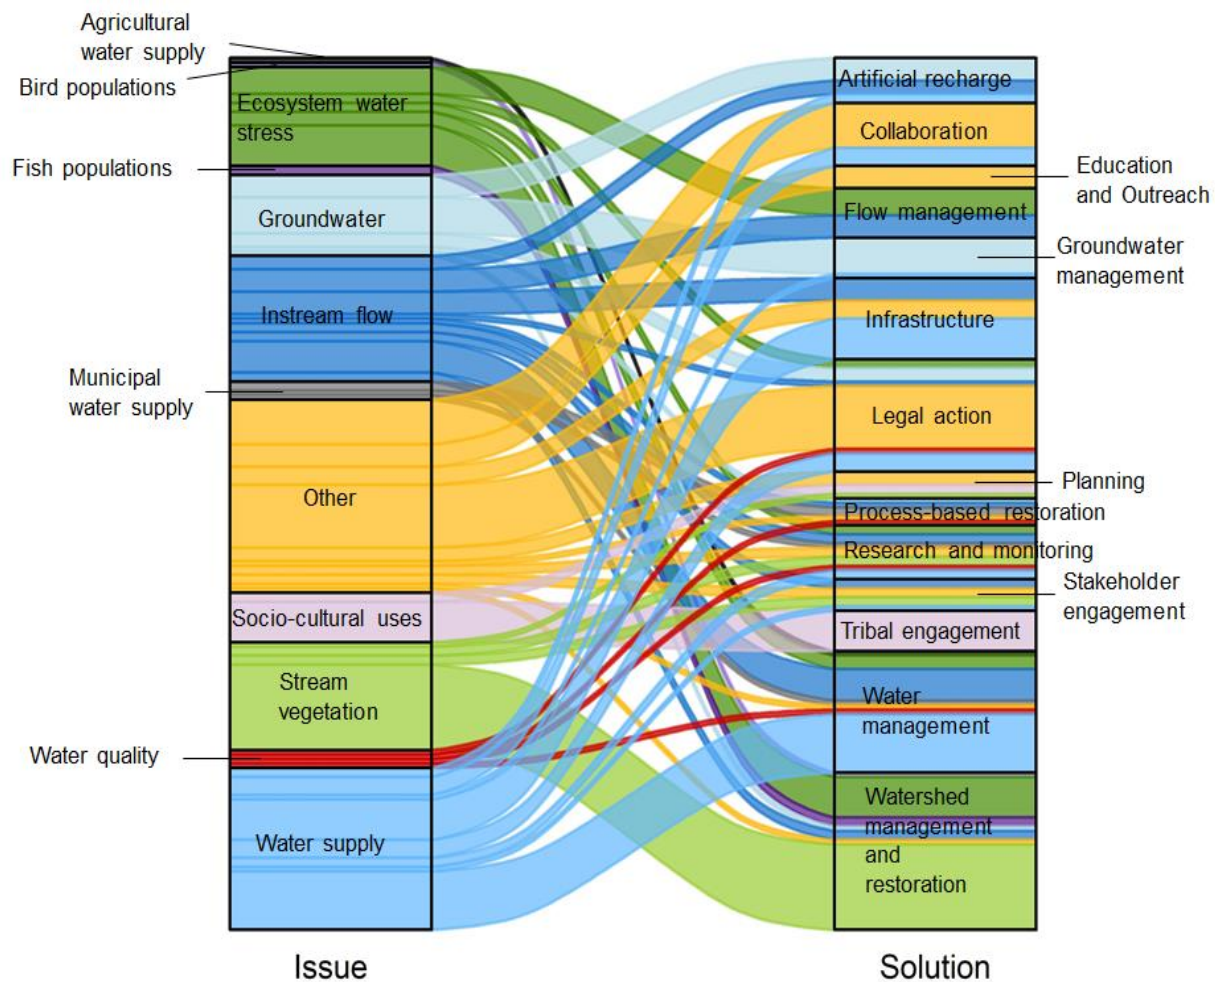 Agricultural
water supply
Bird populations
Ecosystem water
stress
Fish populations
Groundwater
Instream flow
Municipal
water supply
Other
Socio-cultural uses
Stream
vegetation
Water quality
Water supply
Issue
Artificial recharge
Collaboration
Education
and Outreach
Flow management
Groundwater
management
Infrastructure
Legal action
Planning
Process-based restoration
Research and monitoring
Stakeholder
engagement
Tribal engagement
Water
management
Watershed
management
and
restoration
Solution